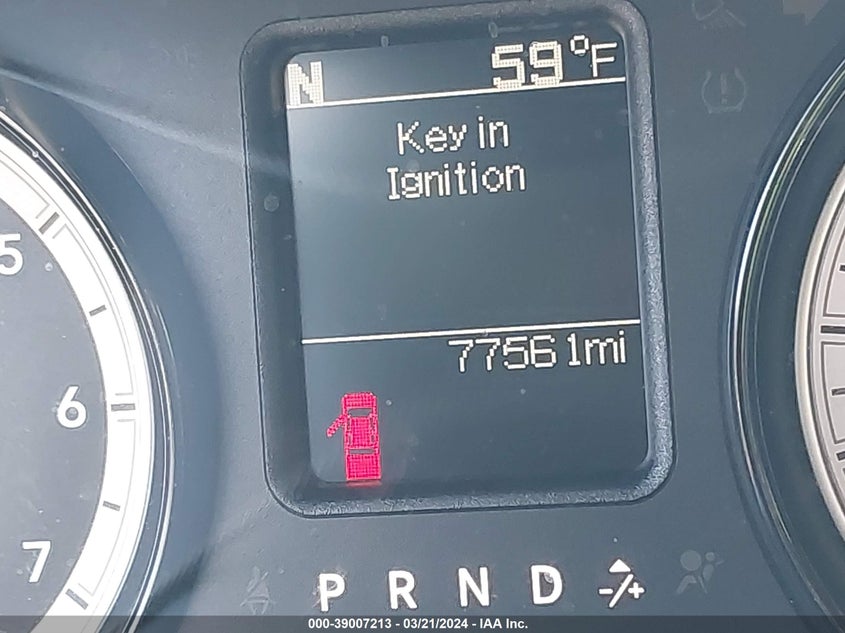 N 59°F
Key in
Ignition
77561mi
5
6
7
P R N D -/+
000-39007213 - 03/21/2024 - IAA Inc.